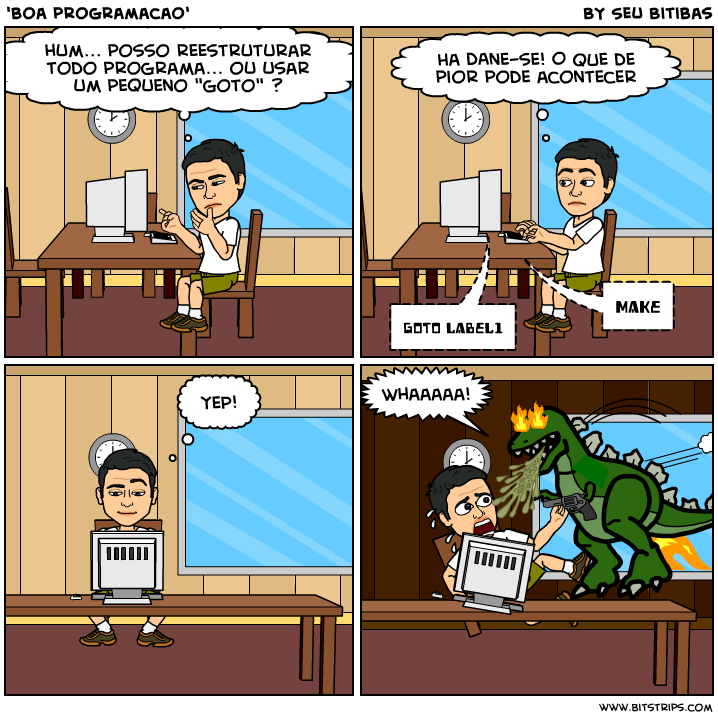 'BOA PROGRAMACAO'
BY SEU BITIBAS
HUM... POSSO REESTRUTURAR
TODO PROGRAMA... OU USAR
UM PEQUENO "GOTO" ?
HA DANE-SE! O QUE DE
PIOR PODE ACONTECER
GOTO LABEL1
MAKE
YEP!
WHAAAAA!
WWW.BITSTRIPS.COM